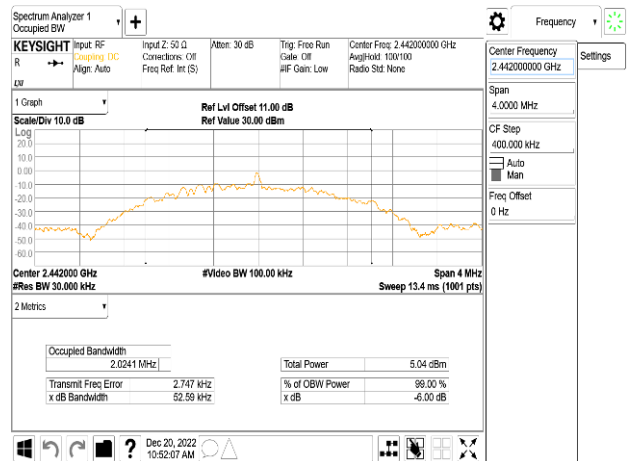 Spectrum Analyzer 1
Occupied BW
Frequency
KEYSIGHT
R
Input: RF
Coupling: DC
Align: Auto
Input Z: 50 Ω
Corrections: Off
Freq Ref: Int (S)
Atten: 30 dB
Trig: Free Run
Gate: Off
#IF Gain: Low
Center Freq: 2.442000000 GHz
Avg|Hold: 100/100
Radio Std: None
Center Frequency
2.442000000 GHz
Settings
Span
4.0000 MHz
CF Step
400.000 kHz
Auto
Man
Freq Offset
0 Hz
1 Graph
Scale/Div 10.0 dB
Ref Lvl Offset 11.00 dB
Ref Value 30.00 dBm
Log
20.0
10.0
0.00
-10.0
-20.0
-30.0
-40.0
-50.0
-60.0
Center 2.442000 GHz
#Res BW 30.000 kHz
#Video BW 100.00 kHz
Span 4 MHz
Sweep 13.4 ms (1001 pts)
2 Metrics
Occupied Bandwidth
2.0241 MHz
Transmit Freq Error 2.747 kHz
x dB Bandwidth 52.59 kHz
Total Power 5.04 dBm
% of OBW Power 99.00 %
x dB -6.00 dB
Dec 20, 2022
10:52:07 AM